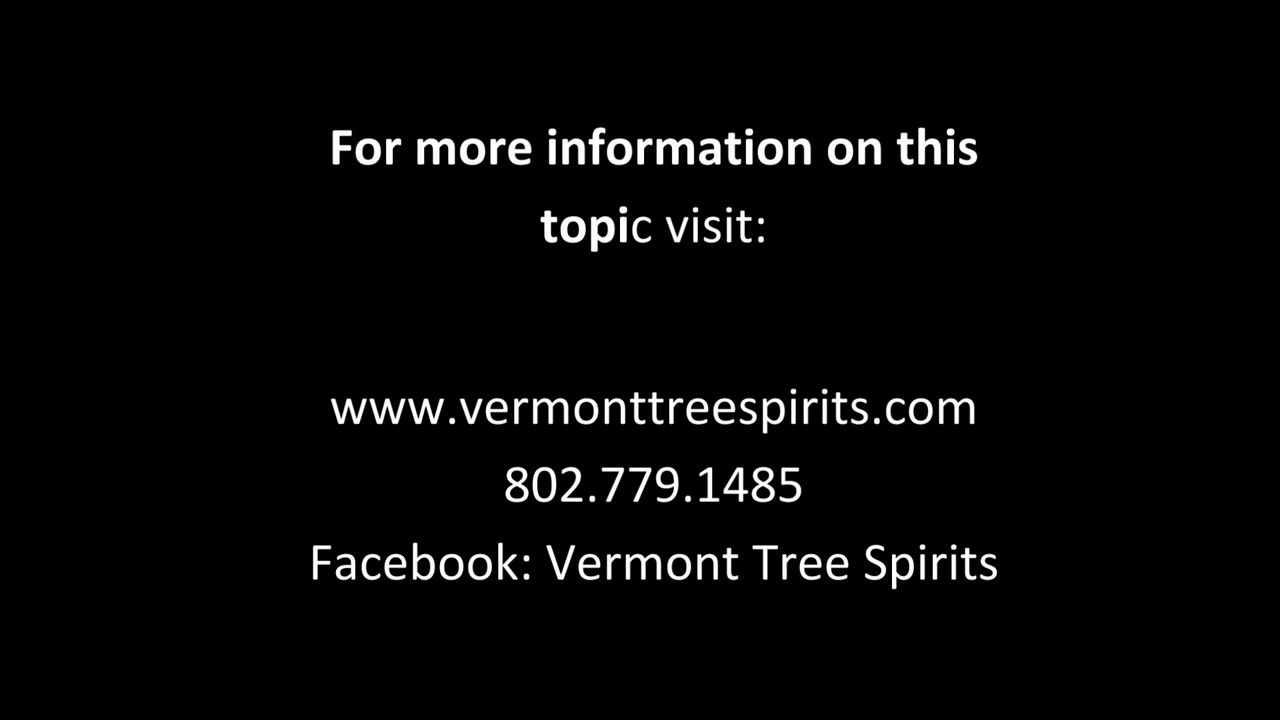 For more information on this
topic visit:
www.vermonttreespirits.com
802.779.1485
Facebook: Vermont Tree Spirits